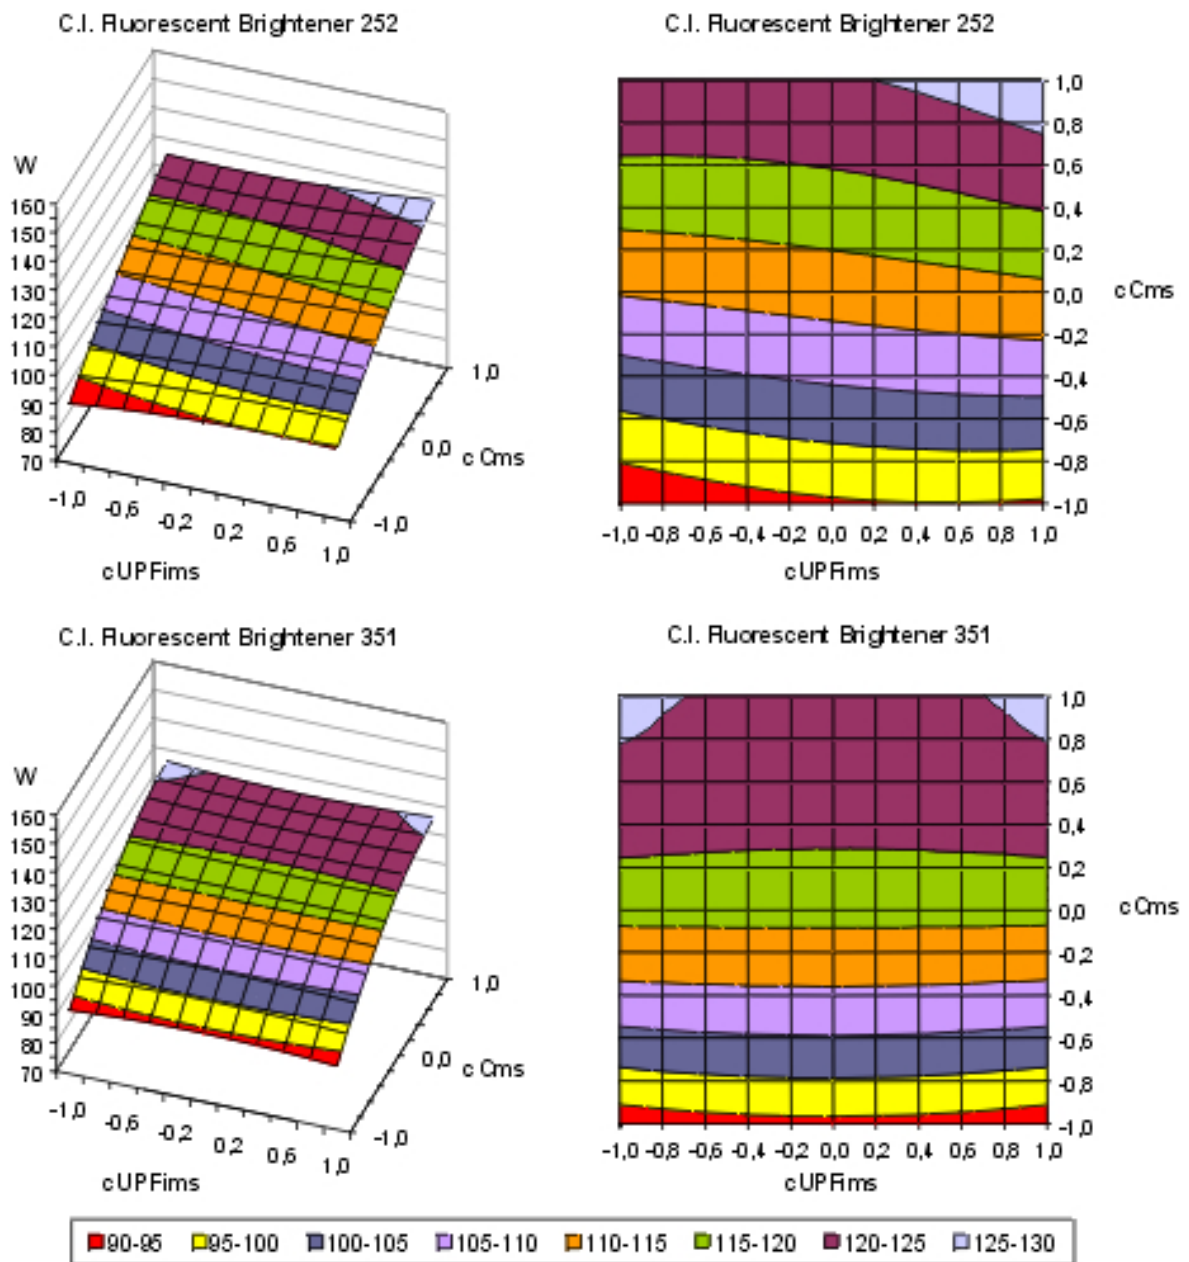 C.I. Fluorescent Brightener 252
W
160
150
140
130
120
110
100
90
80
70
-1,0 -0,6 -0,2 0,2 0,6 1,0
cUPFims
1,0
0,0
-1,0
c Cms
C.I. Fluorescent Brightener 252
1,0
0,8
0,6
0,4
0,2
0,0
-0,2
-0,4
-0,6
-0,8
-1,0
c Cms
-1,0 -0,8 -0,6 -0,4 -0,2 0,0 0,2 0,4 0,6 0,8 1,0
cUPFims
C.I. Fluorescent Brightener 351
W
160
150
140
130
120
110
100
90
80
70
-1,0 -0,6 -0,2 0,2 0,6 1,0
cUPFims
1,0
0,0
-1,0
c Cms
C.I. Fluorescent Brightener 351
1,0
0,8
0,6
0,4
0,2
0,0
-0,2
-0,4
-0,6
-0,8
-1,0
c Cms
-1,0 -0,8 -0,6 -0,4 -0,2 0,0 0,2 0,4 0,6 0,8 1,0
cUPFims
90-95 95-100 100-105 105-110 110-115 115-120 120-125 125-130